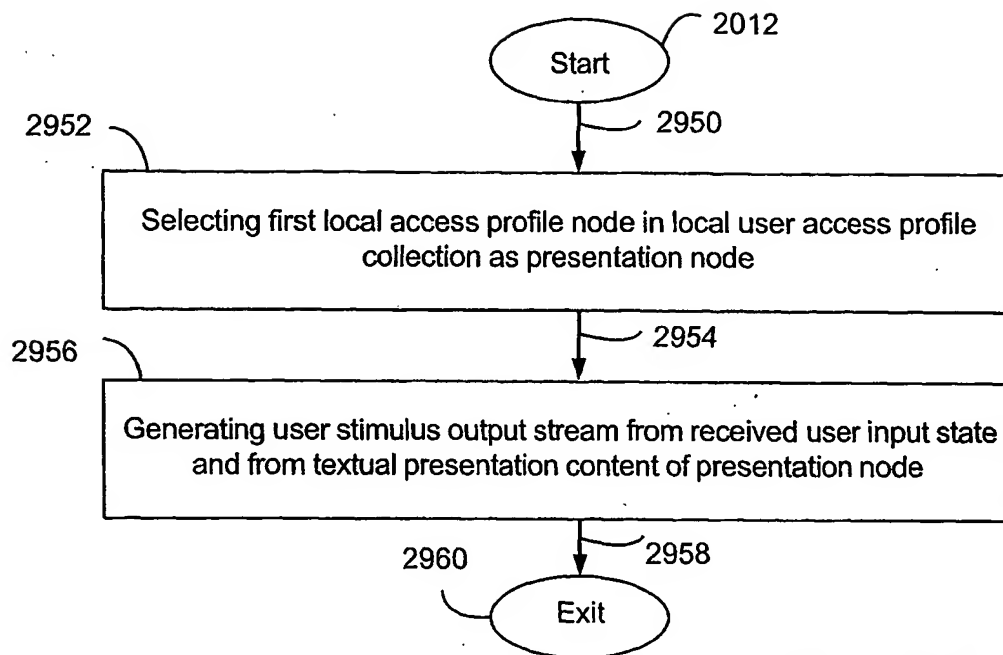 2012
Start
2950
2952
Selecting first local access profile node in local user access profile
collection as presentation node
2954
2956
Generating user stimulus output stream from received user input state
and from textual presentation content of presentation node
2958
2960
Exit